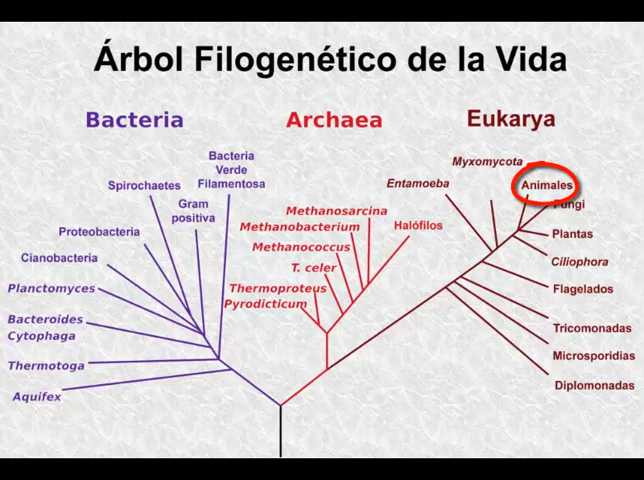 Árbol Filogenético de la Vida
Bacteria
Archaea
Eukarya
Bacteria
Verde
Filamentosa
Spirochaetes
Gram
positiva
Proteobacteria
Cianobacteria
Planctomyces
Bacteroides
Cytophaga
Thermotoga
Aquifex
Methanosarcina
Methanobacterium
Halófilos
Methanococcus
T. celer
Thermoproteus
Pyrodicticum
Myxomycota
Entamoeba
Animales
Fungi
Plantas
Ciliophora
Flagelados
Tricomonadas
Microsporidias
Diplomonadas